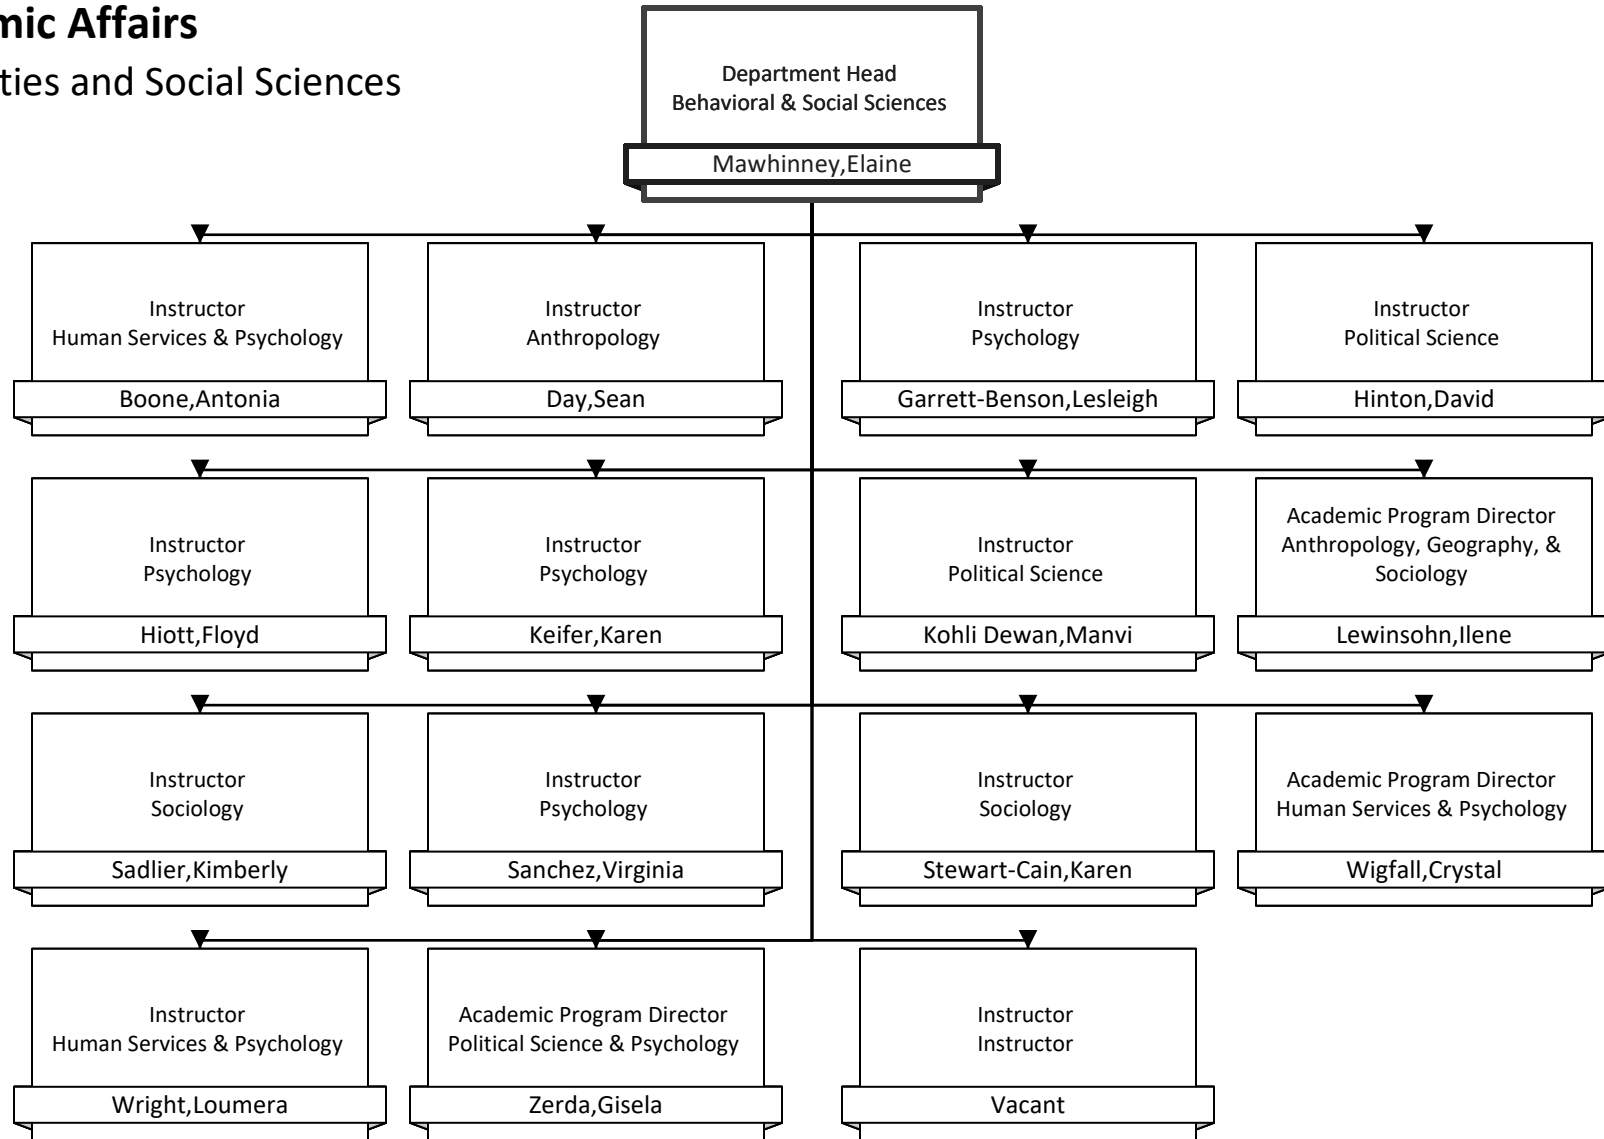 mic Affairs
ties and Social Sciences
Department Head
Behavioral & Social Sciences
Mawhinney,Elaine
Instructor
Human Services & Psychology
Boone,Antonia
Instructor
Anthropology
Day,Sean
Instructor
Psychology
Garrett-Benson,Lesleigh
Instructor
Political Science
Hinton,David
Instructor
Psychology
Hiott,Floyd
Instructor
Psychology
Keifer,Karen
Instructor
Political Science
Kohli Dewan,Manvi
Academic Program Director
Anthropology, Geography, &
Sociology
Lewinsohn,Ilene
Instructor
Sociology
Sadlier,Kimberly
Instructor
Psychology
Sanchez,Virginia
Instructor
Sociology
Stewart-Cain,Karen
Academic Program Director
Human Services & Psychology
Wigfall,Crystal
Instructor
Human Services & Psychology
Wright,Loumera
Academic Program Director
Political Science & Psychology
Zerda,Gisela
Instructor
Instructor
Vacant